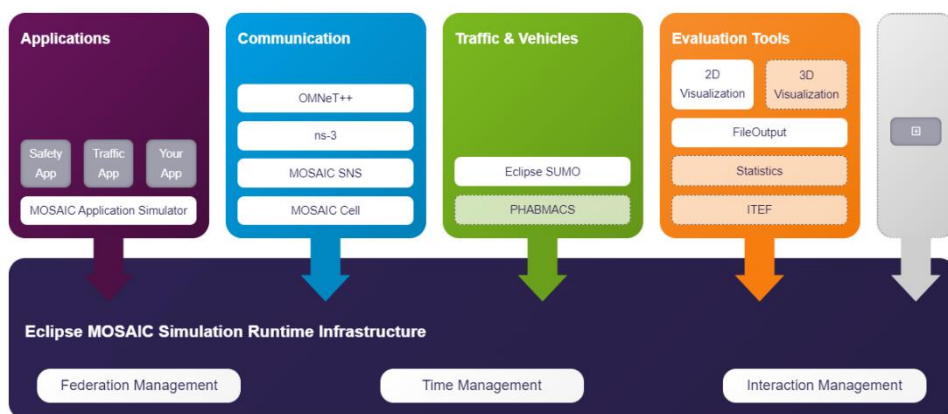 Applications
Safety
App
Traffic
App
Your
App
MOSAIC Application Simulator
Communication
OMNeT++
ns-3
MOSAIC SNS
MOSAIC Cell
Traffic & Vehicles
Eclipse SUMO
PHABMACS
Evaluation Tools
2D
Visualization
3D
Visualization
FileOutput
Statistics
ITEF
Eclipse MOSAIC Simulation Runtime Infrastructure
Federation Management
Time Management
Interaction Management